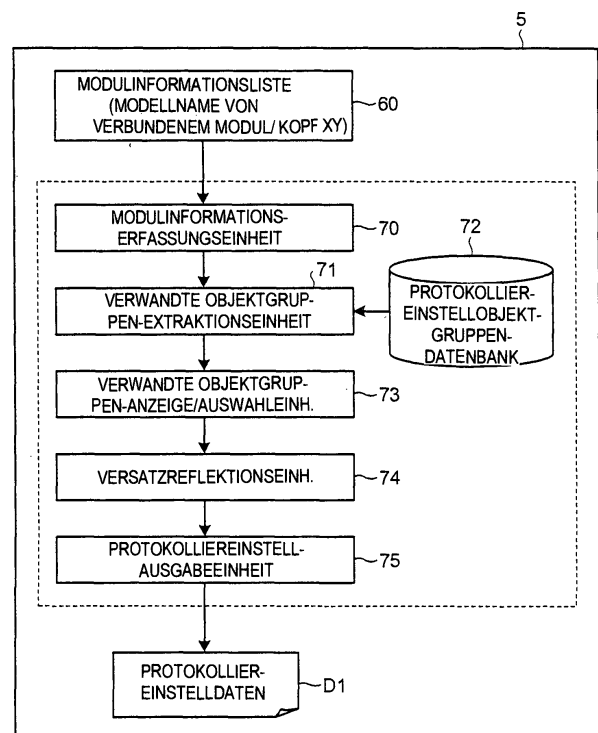 5
MODULINFORMATIONSLISTE
(MODELLNAME VON
VERBUNDENEM MODUL/ KOPF XY)
60
MODULINFORMATIONS-
ERFASSUNGSEINHEIT
70
71
72
VERWANDTE OBJEKTGRUP-
PEN-EXTRAKTIONSEINHEIT
PROTOKOLLIER-
EINSTELLOBJEKT-
GRUPPEN-
DATENBANK
VERWANDTE OBJEKTGRUP-
PEN-ANZEIGE/AUSWAHLEINH.
73
VERSATZREFLEKTIONSEINH.
74
PROTOKOLLIEREINSTELL-
AUSGABEEINHEIT
75
PROTOKOLLIER-
EINSTELLDATEN
D1